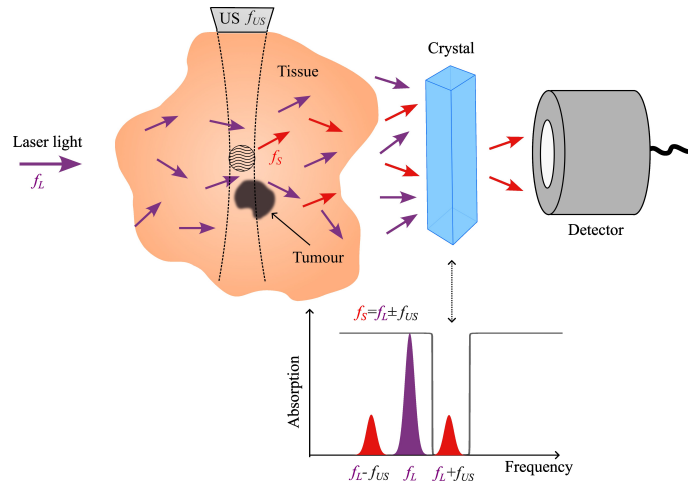 US f_US
Crystal
Tissue
Laser light
f_L
f_S
Tumour
Detector
f_S=f_L±f_US
Absorption
f_L-f_US
f_L
f_L+f_US
Frequency